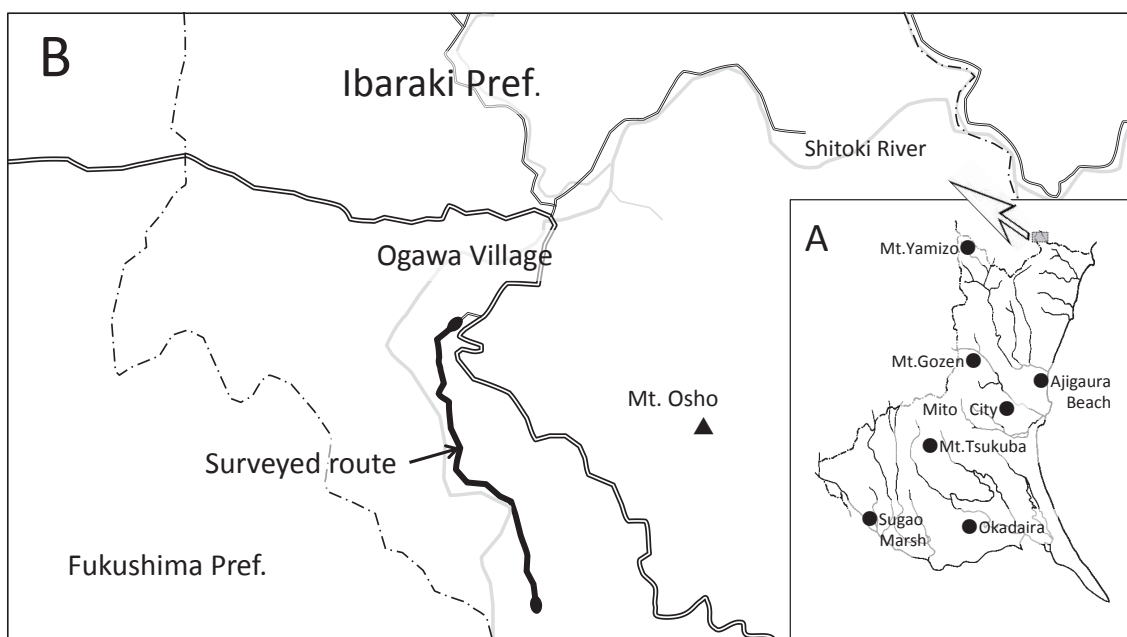 B
Ibaraki Pref.
Shitoki River
Ogawa Village
Mt. Osho
Surveyed route
Fukushima Pref.
A
Mt.Yamizo
Mt.Gozen
Ajigaura
Beach
Mito City
Mt.Tsukuba
Sugao
Marsh
Okadaira